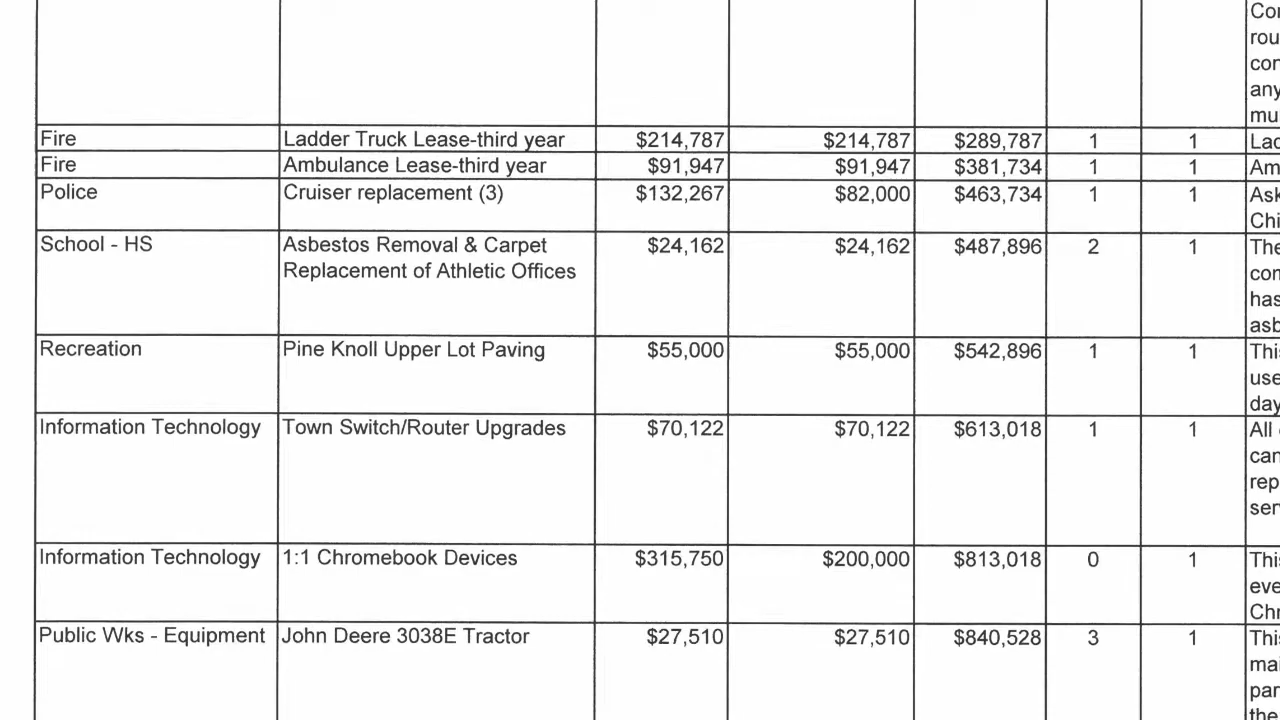 Fire Ladder Truck Lease-third year $214,787 $214,787 $289,787 1 1
Fire Ambulance Lease-third year $91,947 $91,947 $381,734 1 1
Police Cruiser replacement (3) $132,267 $82,000 $463,734 1 1
School - HS Asbestos Removal & Carpet $24,162 $24,162 $487,896 2 1
Replacement of Athletic Offices
Recreation Pine Knoll Upper Lot Paving $55,000 $55,000 $542,896 1 1
Information Technology Town Switch/Router Upgrades $70,122 $70,122 $613,018 1 1 All
Information Technology 1:1 Chromebook Devices $315,750 $200,000 $813,018 0 1
Public Wks - Equipment John Deere 3038E Tractor $27,510 $27,510 $840,528 3 1
the